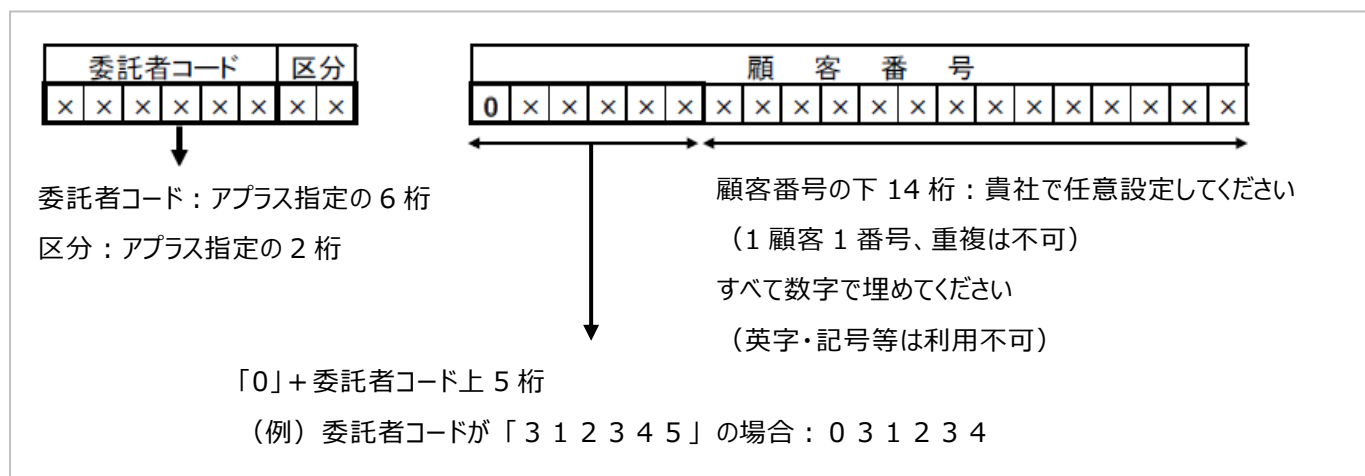 委託者コード 区分
× × × × × × × ×
顧 客 番 号
0 × × × × × × × × × × × × × × × × × × ×
委託者コード：アプラス指定の 6 桁
区分：アプラス指定の 2 桁
顧客番号の下 14 桁：貴社で任意設定してください
（1 顧客 1 番号、重複は不可）
すべて数字で埋めてください
（英字・記号等は利用不可）
「0」＋委託者コード上 5 桁
（例）委託者コードが「３１２３４５」の場合：０３１２３４